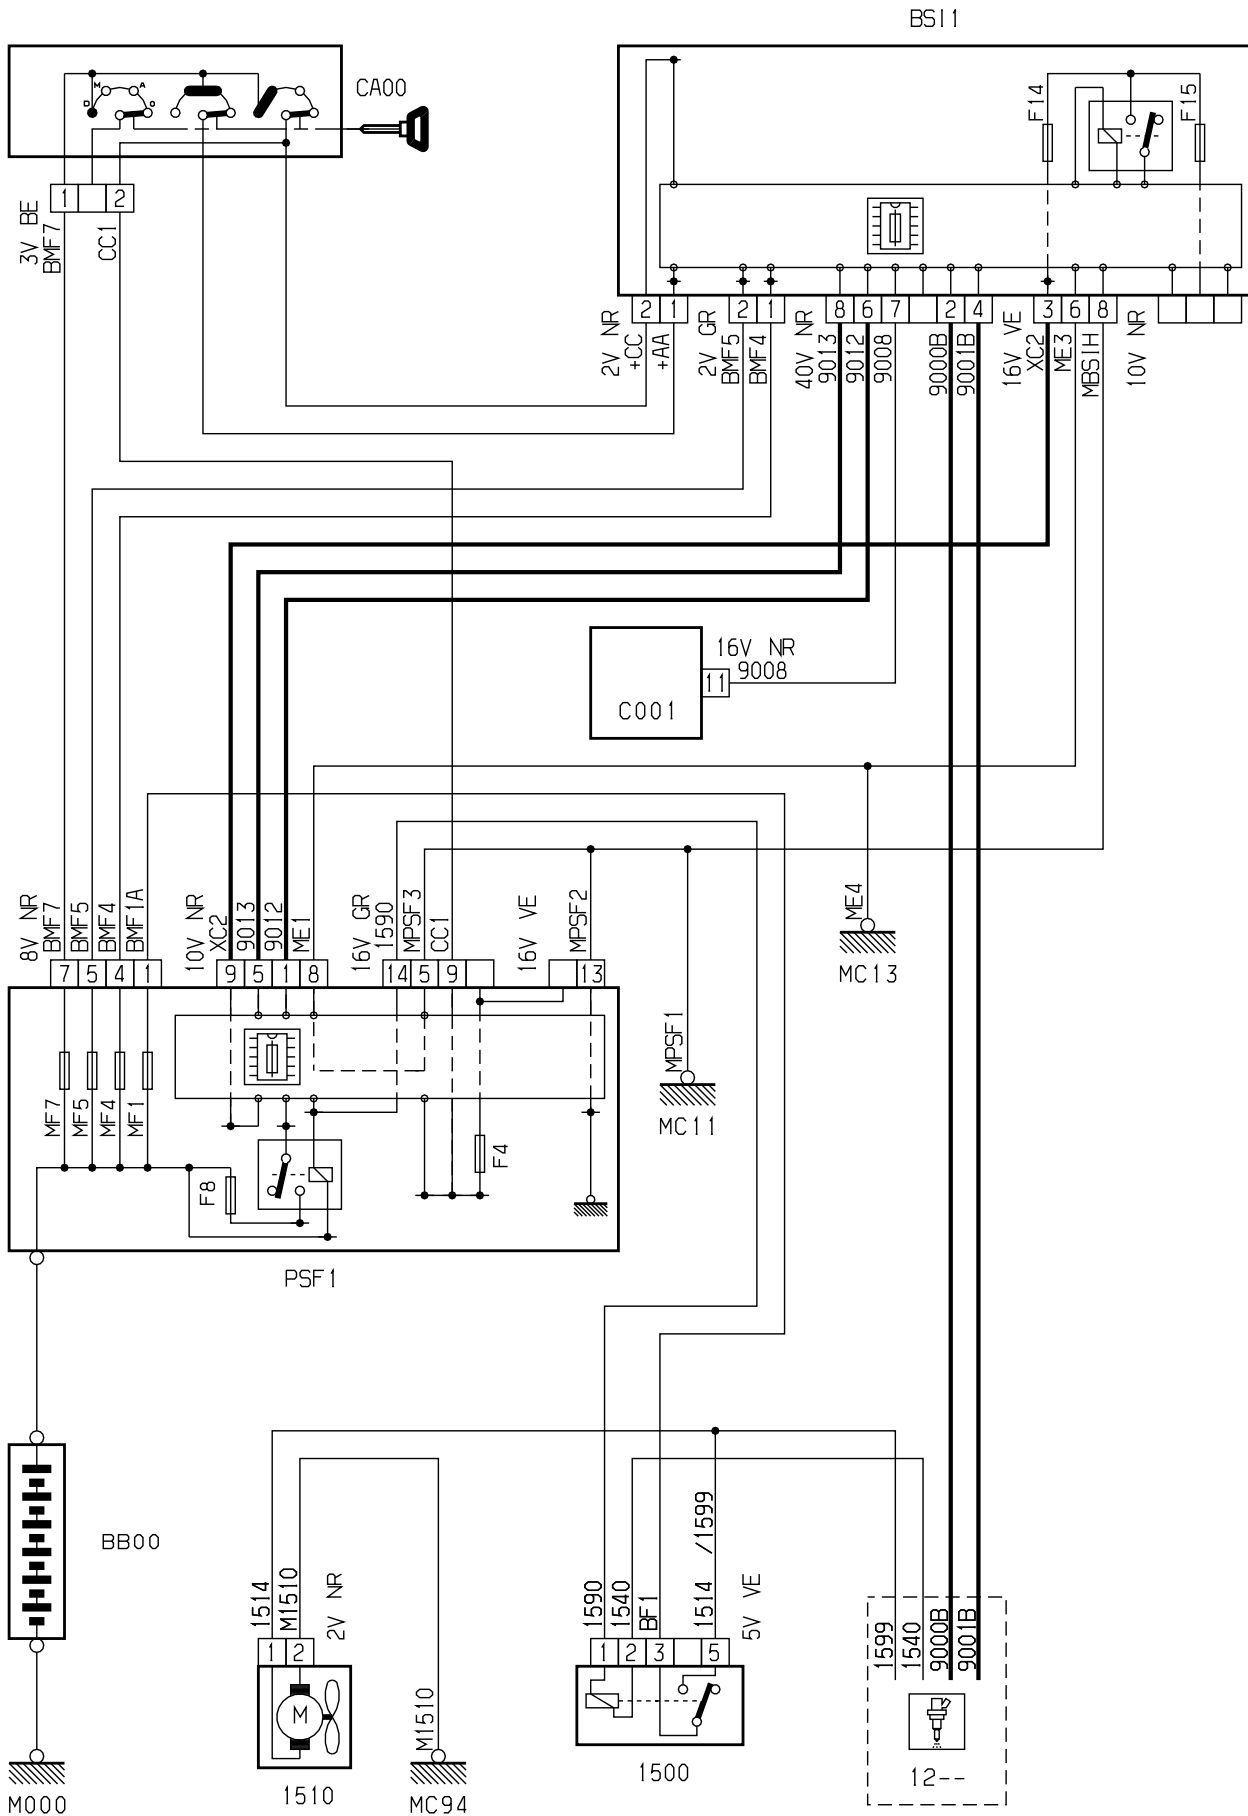 BSI1
CA00
M A
D O
F14
F15
1 2
3V BE
BMF7
CC1
2 1 2 1 8 6 7 2 4 3 6 8
2V NR
+CC
+AA
2V GR
BMF5
BMF4
40V NR
9013
9012
9008
9000B
9001B
16V VE
XC2
ME3
MBSIH
10V NR
16V NR
9008
11
C001
8V NR
BMF7
BMF5
BMF4
BMF1A
10V NR
XC2
9013
9012
ME1
16V GR
1590
MPSF3
CC1
16V VE
MPSF2
ME4
MC13
7 5 4 1 9 5 1 8 14 5 9 13
MPSF1
MC11
MF7
MF5
MF4
MF1
F8
F4
PSF1
BB00
M000
1514
M1510
2V NR
1 2
M
1510
M1510
MC94
1590
1540
BF1
1514 /1599
5V VE
1 2 3 5
1500
1599
1540
9000B
9001B
12--